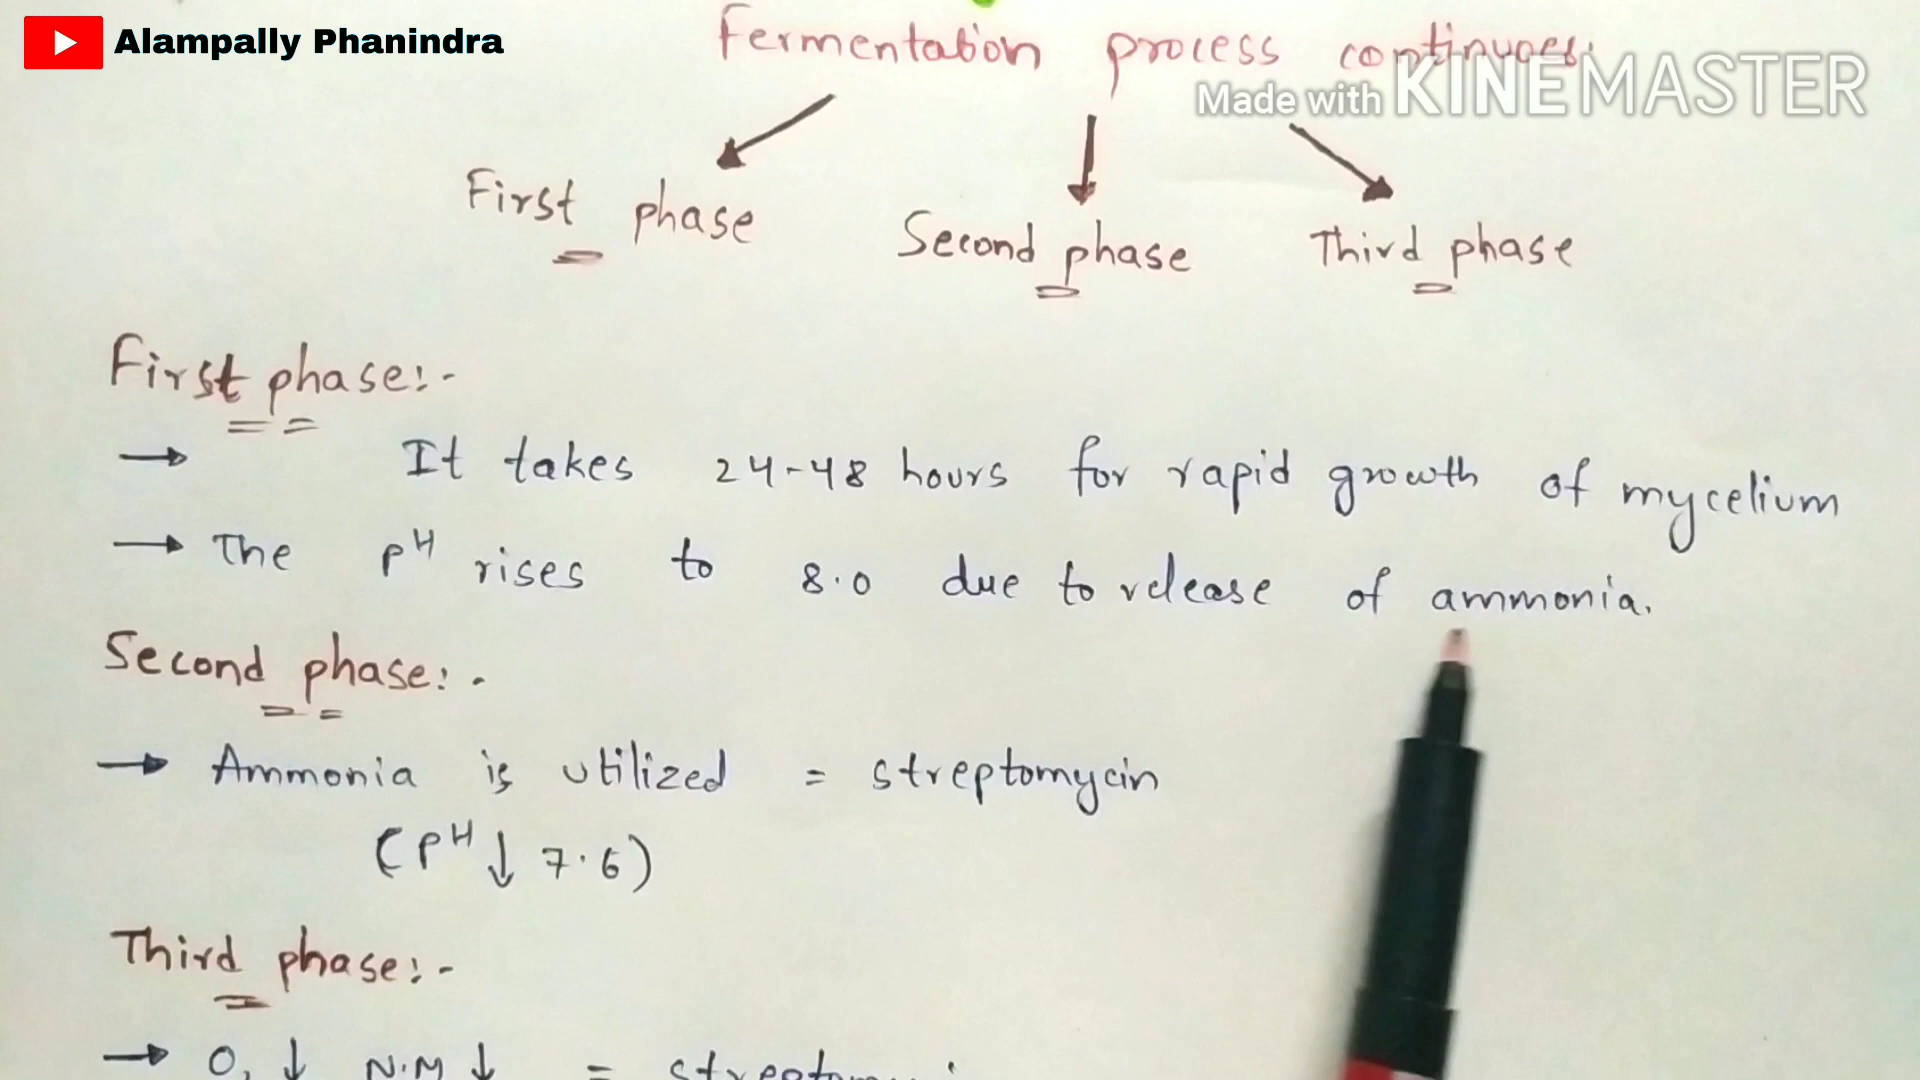 Alampally Phanindra
Fermentation process continues.
Made with KINEMASTER
First phase
Second phase
Third phase
First phase:-
→ It takes 24-48 hours for rapid growth of mycelium
→ The pH rises to 8.0 due to release of ammonia.
Second phase:-
→ Ammonia is utilized = streptomycin
(PH↓ 7.6)
Third phase:-
→ O₂ ↓ N.M ↓ =